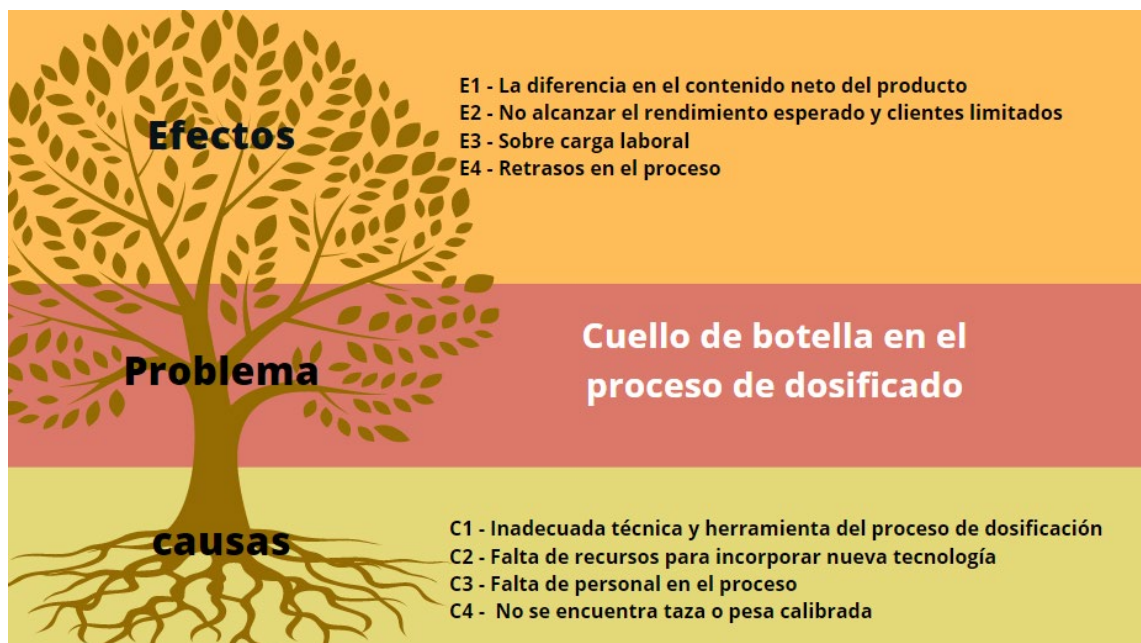 Efectos
E1 - La diferencia en el contenido neto del producto
E2 - No alcanzar el rendimiento esperado y clientes limitados
E3 - Sobre carga laboral
E4 - Retrasos en el proceso
Problema
Cuello de botella en el
proceso de dosificado
causas
C1 - Inadecuada técnica y herramienta del proceso de dosificación
C2 - Falta de recursos para incorporar nueva tecnología
C3 - Falta de personal en el proceso
C4 - No se encuentra taza o pesa calibrada